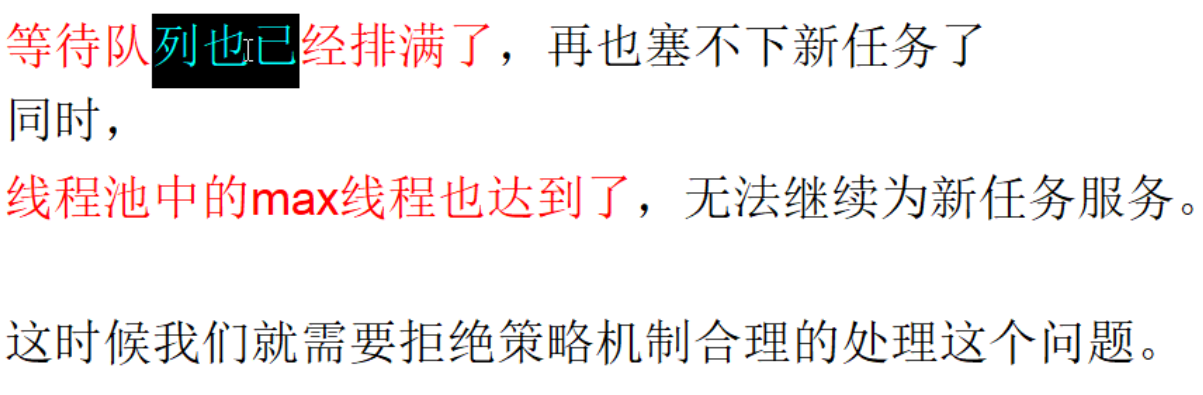 等待队列也已经排满了，再也塞不下新任务了
同时，
线程池中的max线程也达到了，无法继续为新任务服务。
这时候我们就需要拒绝策略机制合理的处理这个问题。